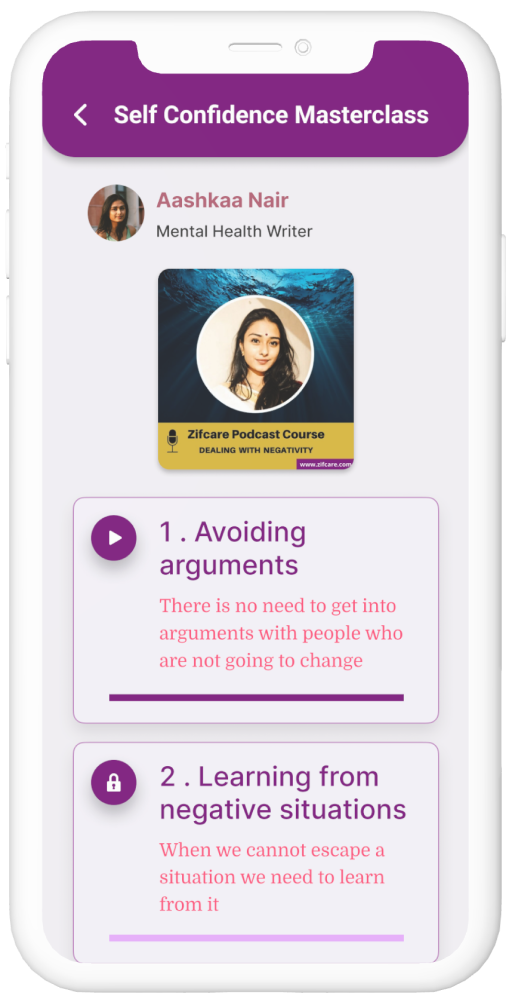 Self Confidence Masterclass
Aashkaa Nair
Mental Health Writer
Zifcare Podcast Course
DEALING WITH NEGATIVITY
www.zifcare.com
1 . Avoiding
arguments
There is no need to get into
arguments with people who
are not going to change
2 . Learning from
negative situations
When we cannot escape a
situation we need to learn
from it